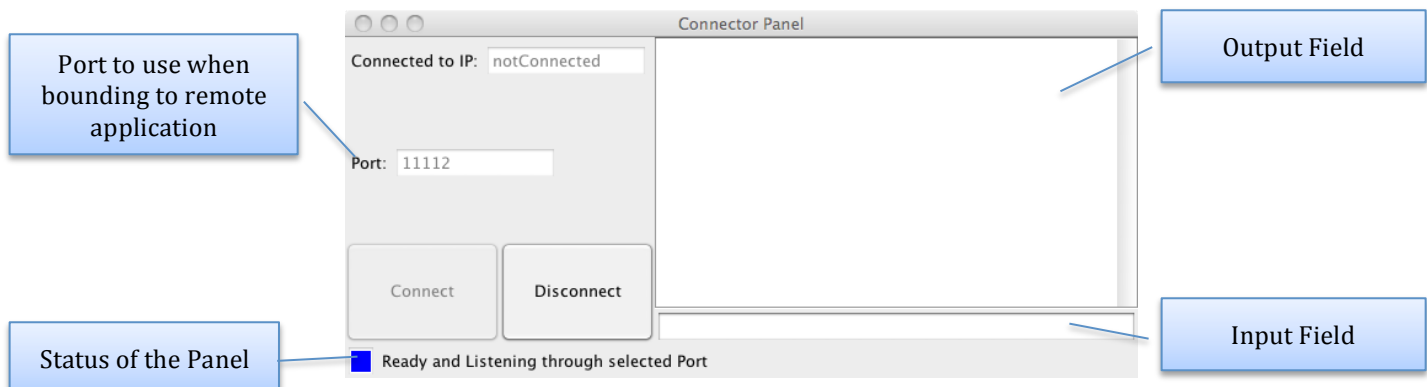 Connector Panel
Port to use when
bounding to remote
application
Connected to IP: notConnected
Output Field
Port: 11112
Connect
Disconnect
Input Field
Status of the Panel
Ready and Listening through selected Port